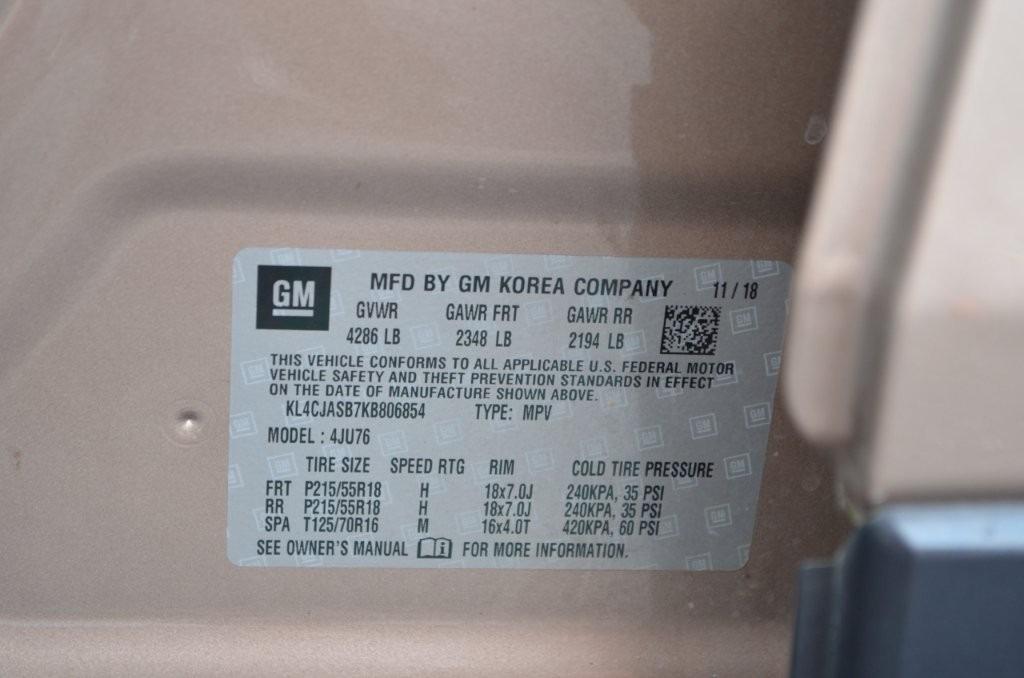 GM MFD BY GM KOREA COMPANY 11 / 18
GVWR GAWR FRT GAWR RR
4286 LB 2348 LB 2194 LB
THIS VEHICLE CONFORMS TO ALL APPLICABLE U.S. FEDERAL MOTOR
VEHICLE SAFETY AND THEFT PREVENTION STANDARDS IN EFFECT
ON THE DATE OF MANUFACTURE SHOWN ABOVE.
KL4CJASB7KB806854 TYPE: MPV
MODEL : 4JU76
TIRE SIZE SPEED RTG RIM COLD TIRE PRESSURE
FRT P215/55R18 H 18x7.0J 240KPA, 35 PSI
RR P215/55R18 H 18x7.0J 240KPA, 35 PSI
SPA T125/70R16 M 16x4.0T 420KPA, 60 PSI
SEE OWNER'S MANUAL FOR MORE INFORMATION.